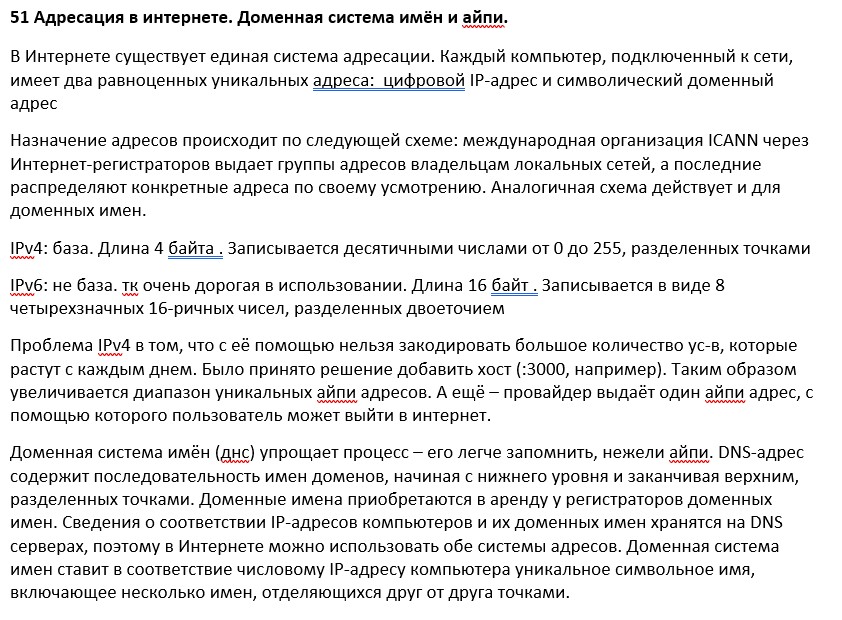 51 Адресация в интернете. Доменная система имён и айпи.
В Интернете существует единая система адресации. Каждый компьютер, подключенный к сети,
имеет два равноценных уникальных адреса:  цифровой IP-адрес и символический доменный
адрес
Назначение адресов происходит по следующей схеме: международная организация ICANN через
Интернет-регистраторов выдает группы адресов владельцам локальных сетей, а последние
распределяют конкретные адреса по своему усмотрению. Аналогичная схема действует и для
доменных имен.
IPv4: база. Длина 4 байта . Записывается десятичными числами от 0 до 255, разделенных точками
IPv6: не база. тк очень дорогая в использовании. Длина 16 байт . Записывается в виде 8
четырехзначных 16-ричных чисел, разделенных двоеточием
Проблема IPv4 в том, что с её помощью нельзя закодировать большое количество ус-в, которые
растут с каждым днем. Было принято решение добавить хост (:3000, например). Таким образом
увеличивается диапазон уникальных айпи адресов. А ещё – провайдер выдаёт один айпи адрес, с
помощью которого пользователь может выйти в интернет.
Доменная система имён (днс) упрощает процесс – его легче запомнить, нежели айпи. DNS-адрес
содержит последовательность имен доменов, начиная с нижнего уровня и заканчивая верхним,
разделенных точками. Доменные имена приобретаются в аренду у регистраторов доменных
имен. Сведения о соответствии IP-адресов компьютеров и их доменных имен хранятся на DNS
серверах, поэтому в Интернете можно использовать обе системы адресов. Доменная система
имен ставит в соответствие числовому IP-адресу компьютера уникальное символьное имя,
включающее несколько имен, отделяющихся друг от друга точками.